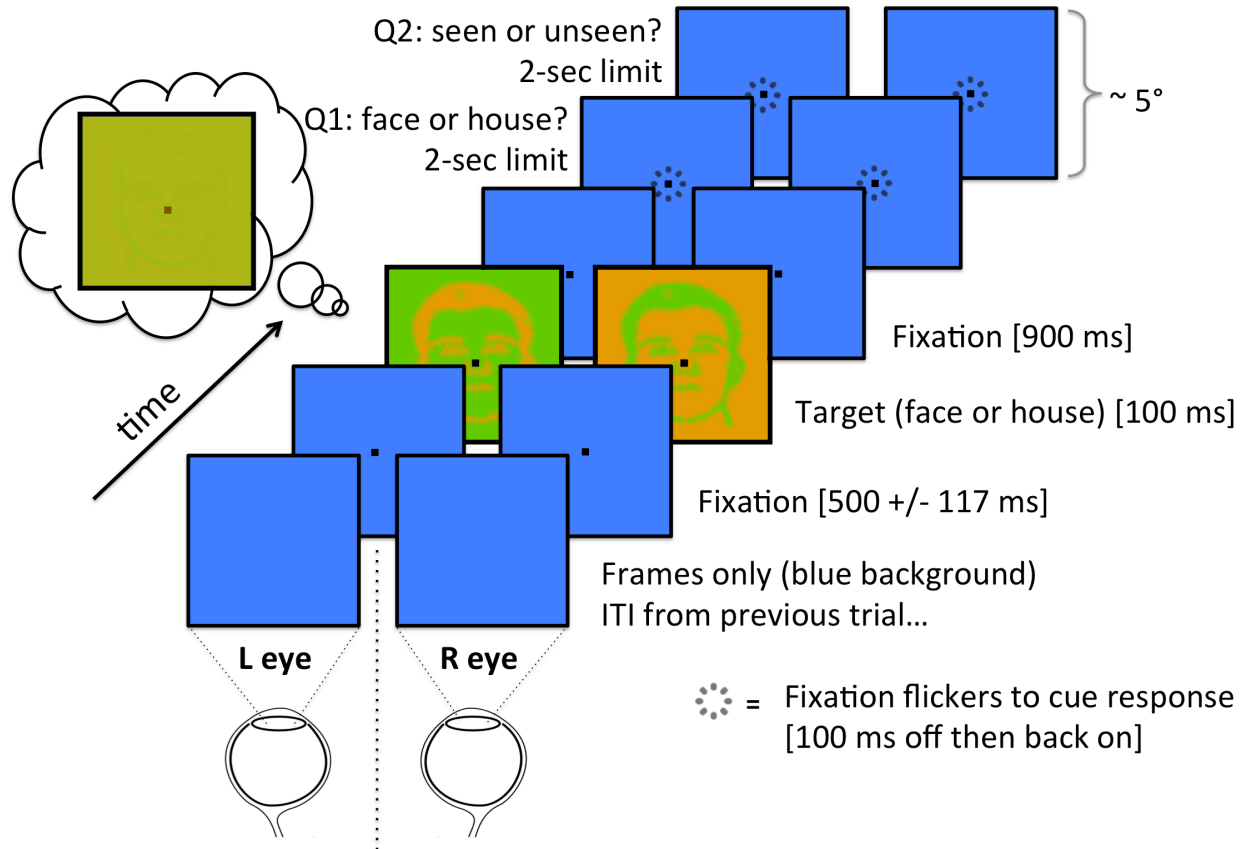 Q2: seen or unseen?
2-sec limit
~ 5°
Q1: face or house?
2-sec limit
Fixation [900 ms]
time
Target (face or house) [100 ms]
Fixation [500 +/- 117 ms]
Frames only (blue background)
ITI from previous trial…
L eye
R eye
= Fixation flickers to cue response
[100 ms off then back on]